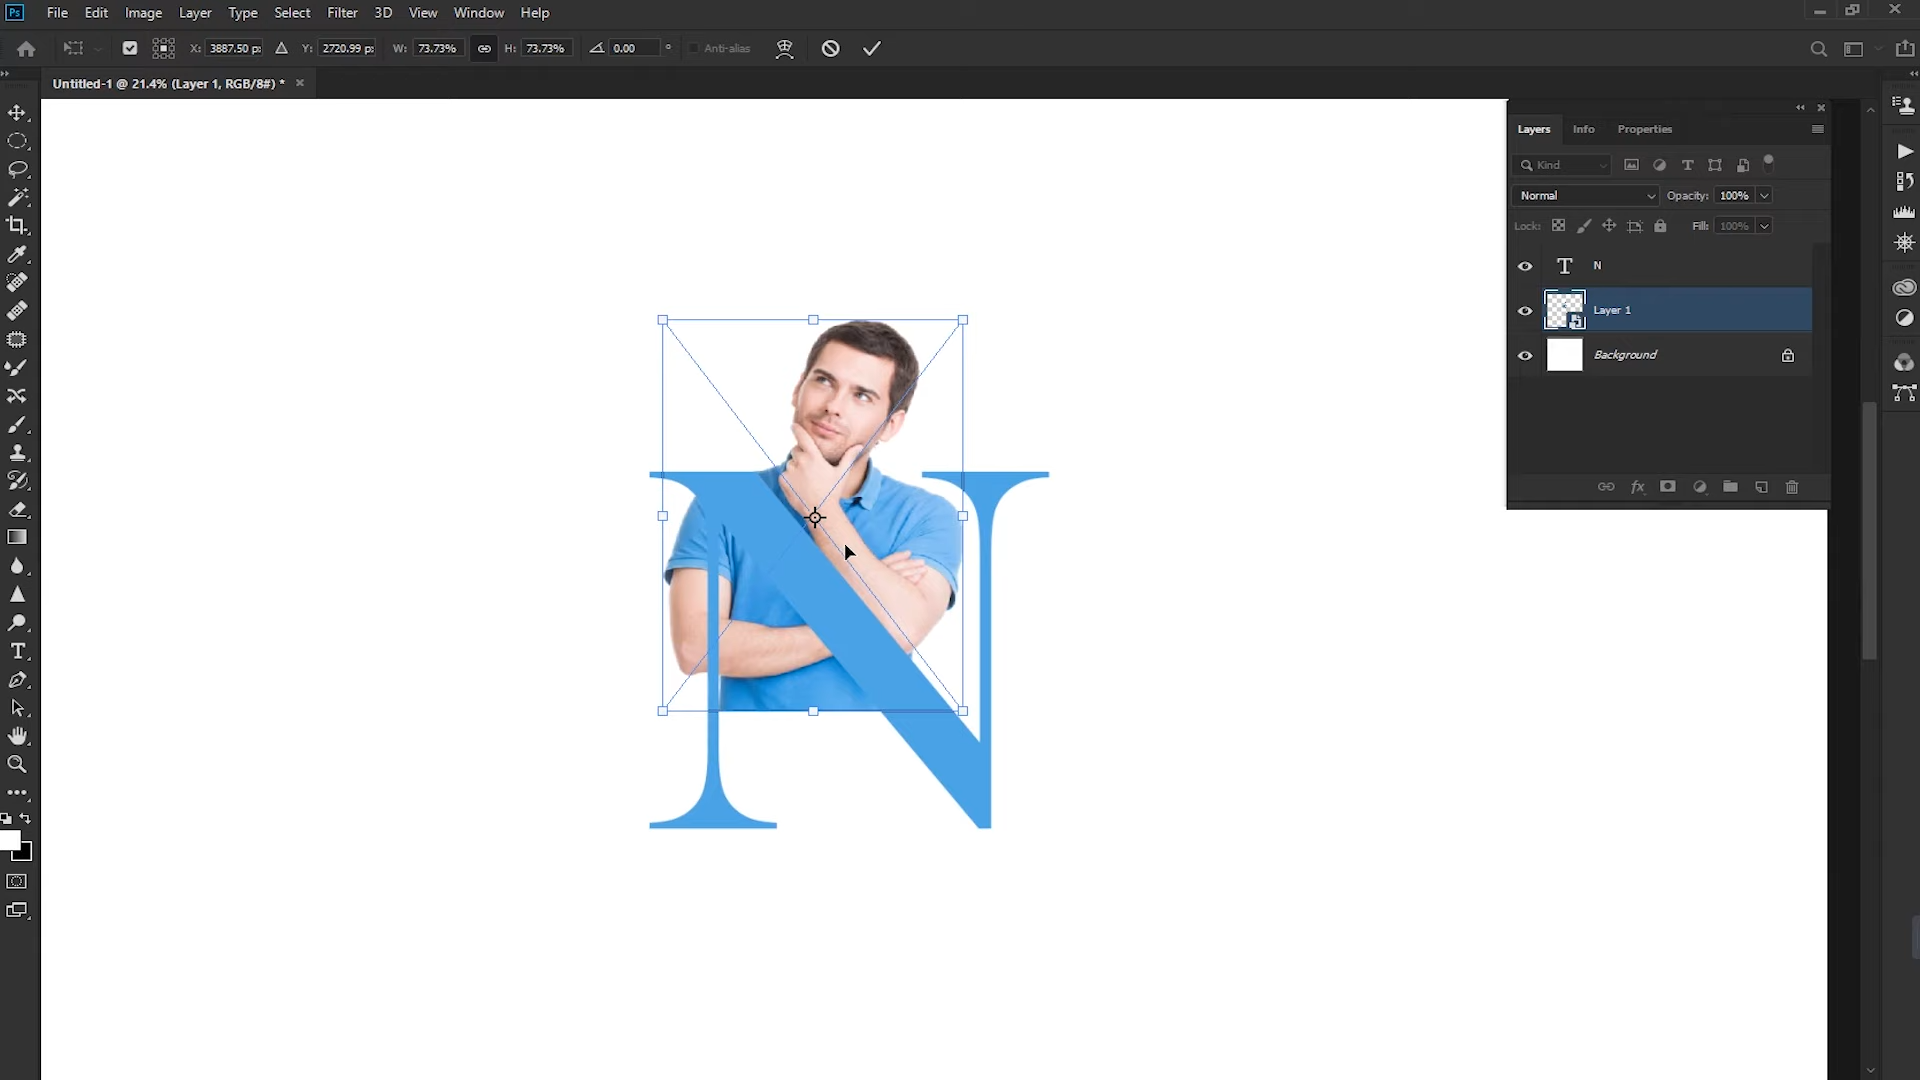 Ps File Edit Image Layer Type Select Filter 3D View Window Help
X: 3887.50 p: Y: 2720.99 p: W: 73.73% H: 73.73% 0.00 ° Anti-alias
Untitled-1 @ 21.4% (Layer 1, RGB/8#) * ×
Layers Info Properties
Kind T
Normal Opacity: 100%
Lock: Fill: 100%
T N
Layer 1
Background
fx
N
T